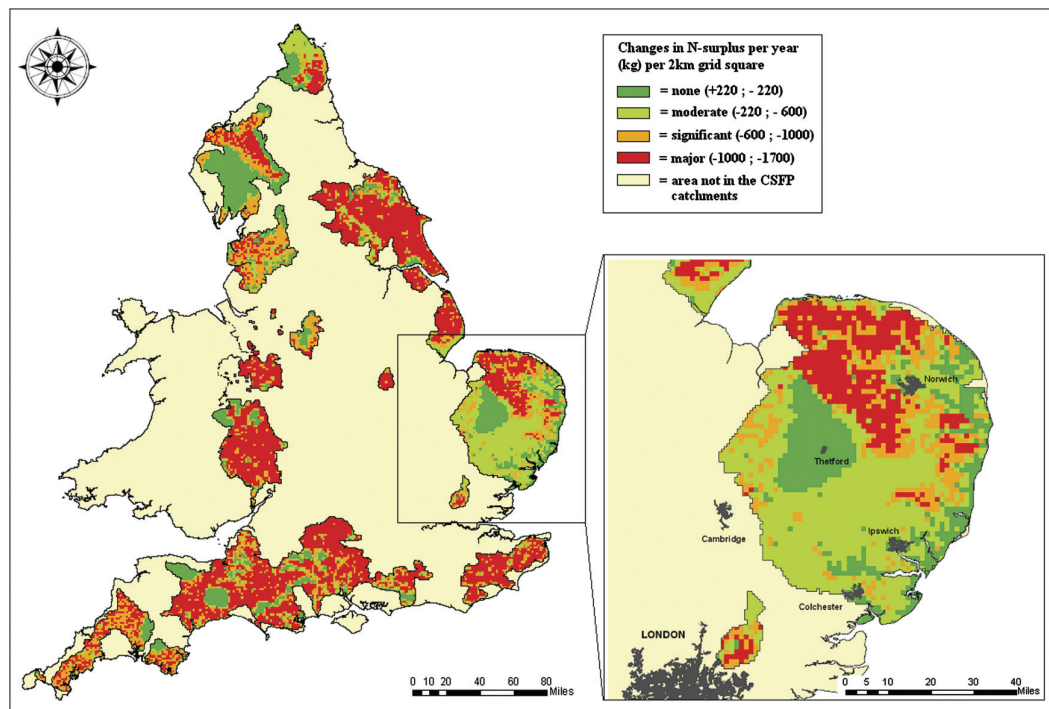 Changes in N-surplus per year
(kg) per 2km grid square
= none (+220 ; - 220)
= moderate (-220 ; - 600)
= significant (-600 ; -1000)
= major (-1000 ; -1700)
= area not in the CSFP
catchments
Norwich
Thetford
Cambridge
Ipswich
Colchester
LONDON
0 10 20 40 60 80
Miles
0 5 10 20 30 40
Miles